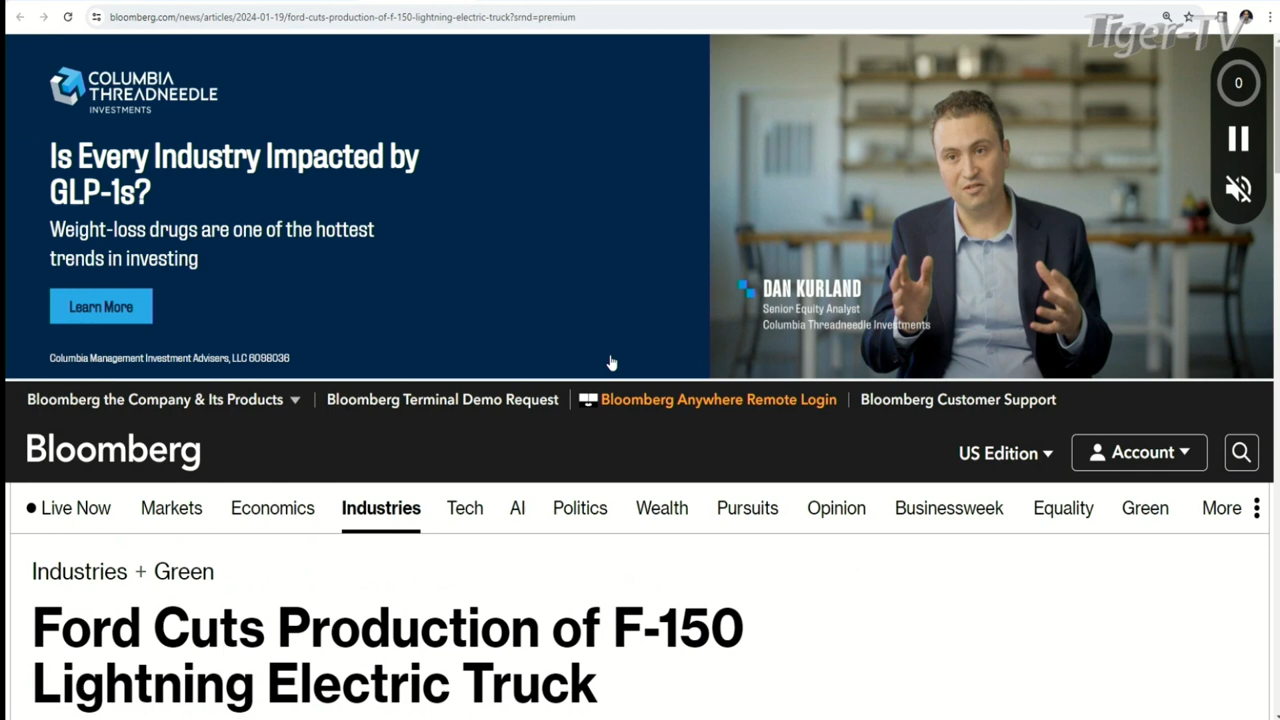 bloomberg.com/news/articles/2024-01-19/ford-cuts-production-of-f-150-lightning-electric-truck?srnd=premium
Tiger-TV
COLUMBIA
THREADNEEDLE
INVESTMENTS
Is Every Industry Impacted by
GLP-1s?
Weight-loss drugs are one of the hottest
trends in investing
Learn More
Columbia Management Investment Advisers, LLC 6088036
0
DAN KURLAND
Senior Equity Analyst
Columbia Threadneedle Investments
Bloomberg the Company & Its Products
Bloomberg Terminal Demo Request
Bloomberg Anywhere Remote Login
Bloomberg Customer Support
Bloomberg
US Edition
Account
Live Now Markets Economics Industries Tech AI Politics Wealth Pursuits Opinion Businessweek Equality Green More
Industries + Green
Ford Cuts Production of F-150
Lightning Electric Truck